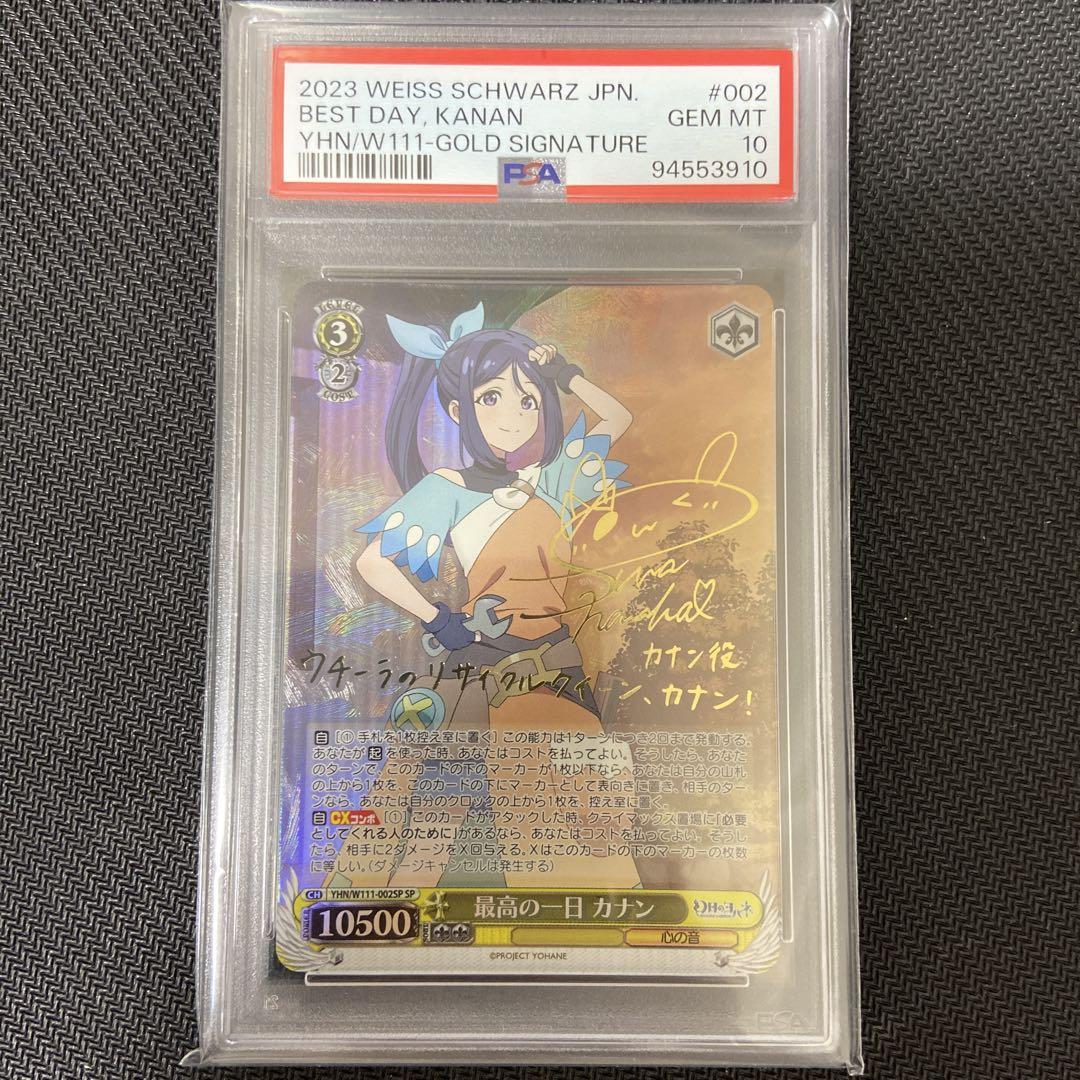 2023 WEISS SCHWARZ JPN. #002
BEST DAY, KANAN GEM MT
YHN/W111-GOLD SIGNATURE 10
PSA 94553910
LEVEL
3
2
COST
Suwa
Nanaka
カナン役
ウチーラのリサイクルクィーン、カナン!
自 [① 手札を1枚控え室に置く] この能力は1ターンにつき2回まで発動する。
あなたが 起 を使った時、あなたはコストを払ってよい。そうしたら、あなた
のターンで、このカードの下のマーカーが1枚以下なら、あなたは自分の山札
の上から1枚を、このカードの下にマーカーとして表向きに置き、相手のター
ンなら、あなたは自分のクロックの上から1枚を、控え室に置く。
自 CXコンボ [①] このカードがアタックした時、クライマックス置場に「必要
としてくれる人のために」があるなら、あなたはコストを払ってよい。そうし
たら、相手に2ダメージをX回与える。Xはこのカードの下のマーカーの枚数
に等しい。(ダメージキャンセルは発生する)
CH YHN/W111-002SP SP
POWER 10500 SOUL 最高の一日 カナン 幻日のヨハネ
心の音
©PROJECT YOHANE
PSA